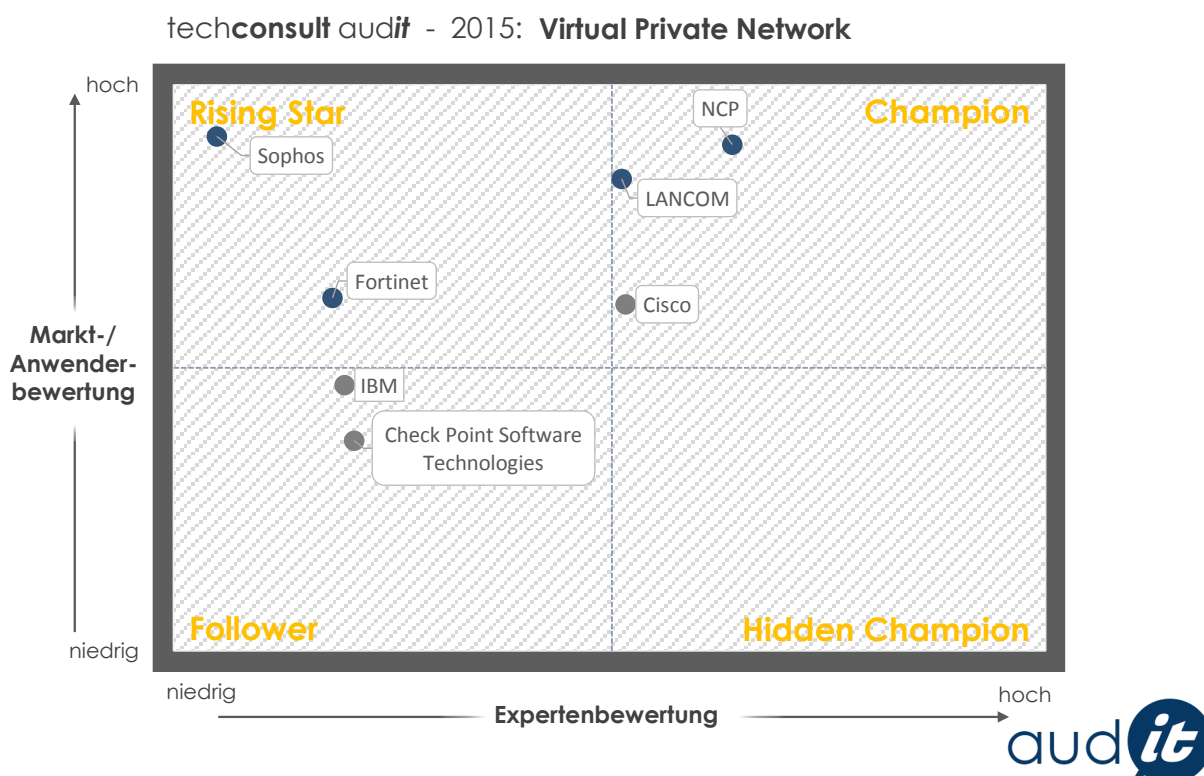 techconsult audit - 2015: Virtual Private Network
hoch
Rising Star
Champion
NCP
Sophos
LANCOM
Fortinet
Cisco
Markt-/
Anwender-
bewertung
IBM
Check Point Software
Technologies
Follower
Hidden Champion
niedrig
niedrig
hoch
Expertenbewertung
audit